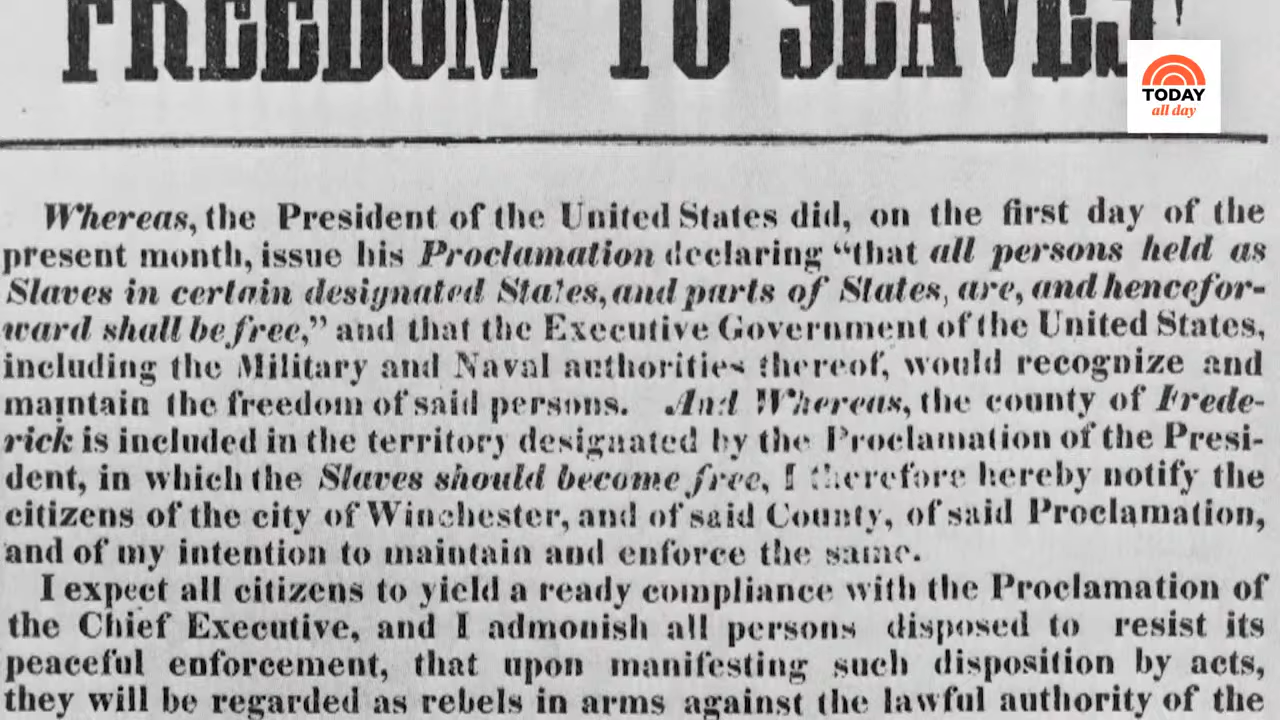 FREEDOM TO SLAVES!
TODAY
all day
Whereas, the President of the United States did, on the first day of the
present month, issue his Proclamation declaring "that all persons held as
Slaves in certain designated States, and parts of States, are, and hencefor-
ward shall be free," and that the Executive Government of the United States,
including the Military and Naval authorities thereof, would recognize and
maintain the freedom of said persons. And Whereas, the county of Frede-
rick is included in the territory designated by the Proclamation of the Presi-
dent, in which the Slaves should become free, I therefore hereby notify the
citizens of the city of Winchester, and of said County, of said Proclamation,
and of my intention to maintain and enforce the same.
I expect all citizens to yield a ready compliance with the Proclamation of
the Chief Executive, and I admonish all persons disposed to resist its
peaceful enforcement, that upon manifesting such disposition by acts,
they will be regarded as rebels in arms against the lawful authority of the